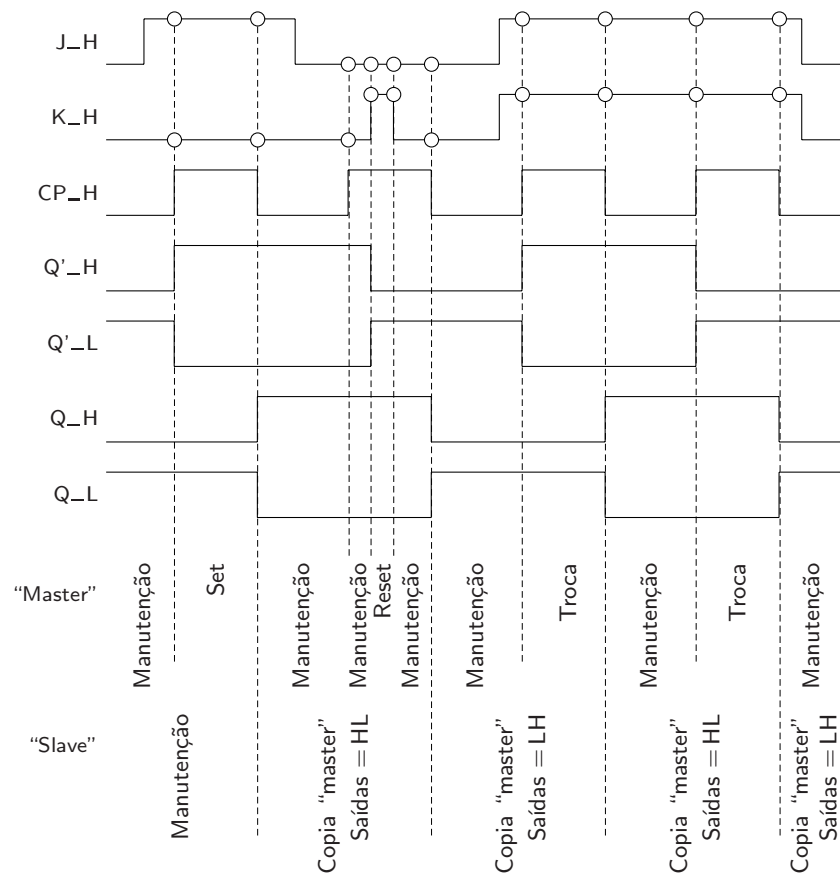 J_H
K_H
CP_H
Q’_H
Q’_L
Q_H
Q_L
“Master”
Manutenção
Set
Manutenção
Manutenção
Reset
Manutenção
Manutenção
Troca
Manutenção
Troca
Manutenção
“Slave”
Manutenção
Copia “master”
Saídas = HL
Copia “master”
Saídas = LH
Copia “master”
Saídas = HL
Copia “master”
Saídas = LH